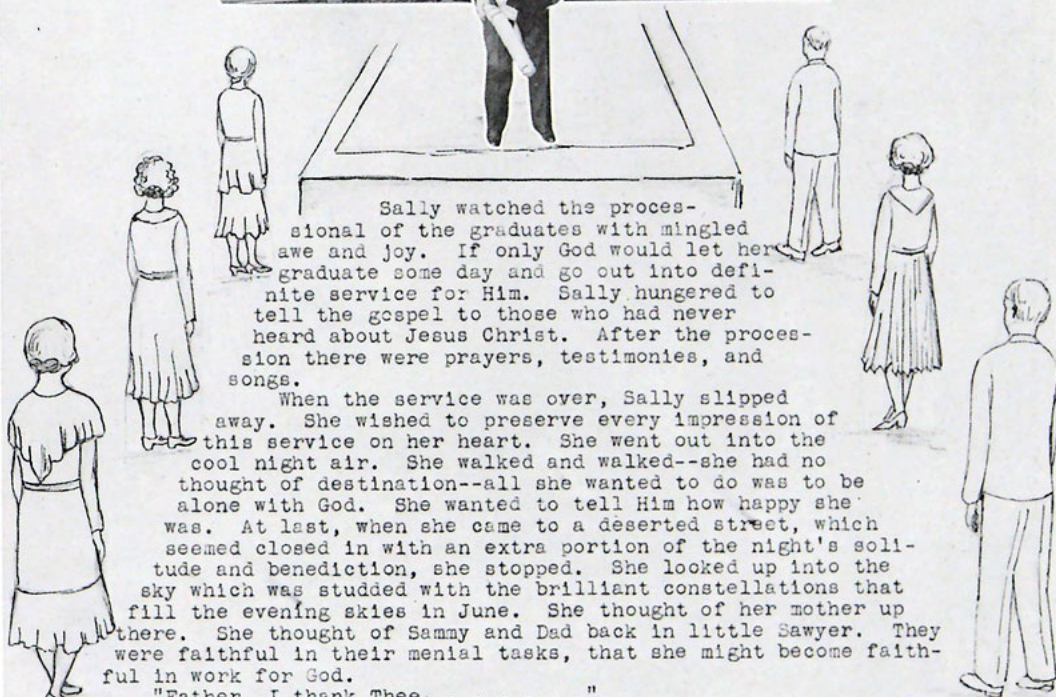 Sally watched the proces-
sional of the graduates with mingled
awe and joy. If only God would let her
graduate some day and go out into defi-
nite service for Him. Sally hungered to
tell the gospel to those who had never
heard about Jesus Christ. After the proces-
sion there were prayers, testimonies, and
songs.
When the service was over, Sally slipped
away. She wished to preserve every impression of
this service on her heart. She went out into the
cool night air. She walked and walked--she had no
thought of destination--all she wanted to do was to be
alone with God. She wanted to tell Him how happy she
was. At last, when she came to a deserted street, which
seemed closed in with an extra portion of the night's soli-
tude and benediction, she stopped. She looked up into the
sky which was studded with the brilliant constellations that
fill the evening skies in June. She thought of her mother up
there. She thought of Sammy and Dad back in little Sawyer. They
were faithful in their menial tasks, that she might become faith-
ful in work for God.
"Father, I thank Thee. "